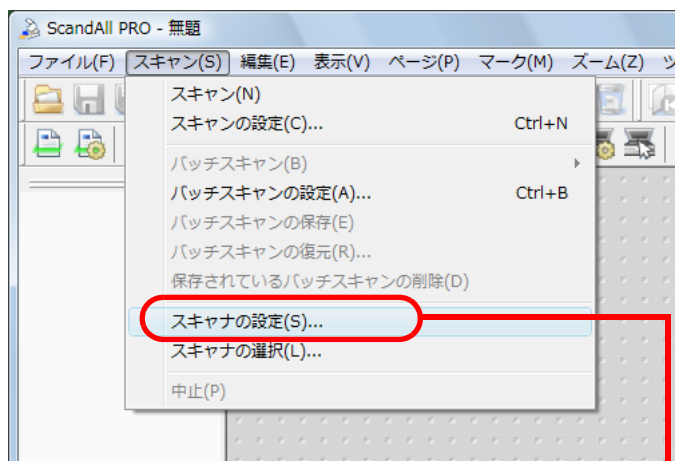 ScandAll PRO - 無題
ファイル(F) スキャン(S) 編集(E) 表示(V) ページ(P) マーク(M) ズーム(Z) ツ
スキャン(N)
スキャンの設定(C)... Ctrl+N
バッチスキャン(B)
バッチスキャンの設定(A)... Ctrl+B
バッチスキャンの保存(E)
バッチスキャンの復元(R)...
保存されているバッチスキャンの削除(D)
スキャナの設定(S)...
スキャナの選択(L)...
中止(P)